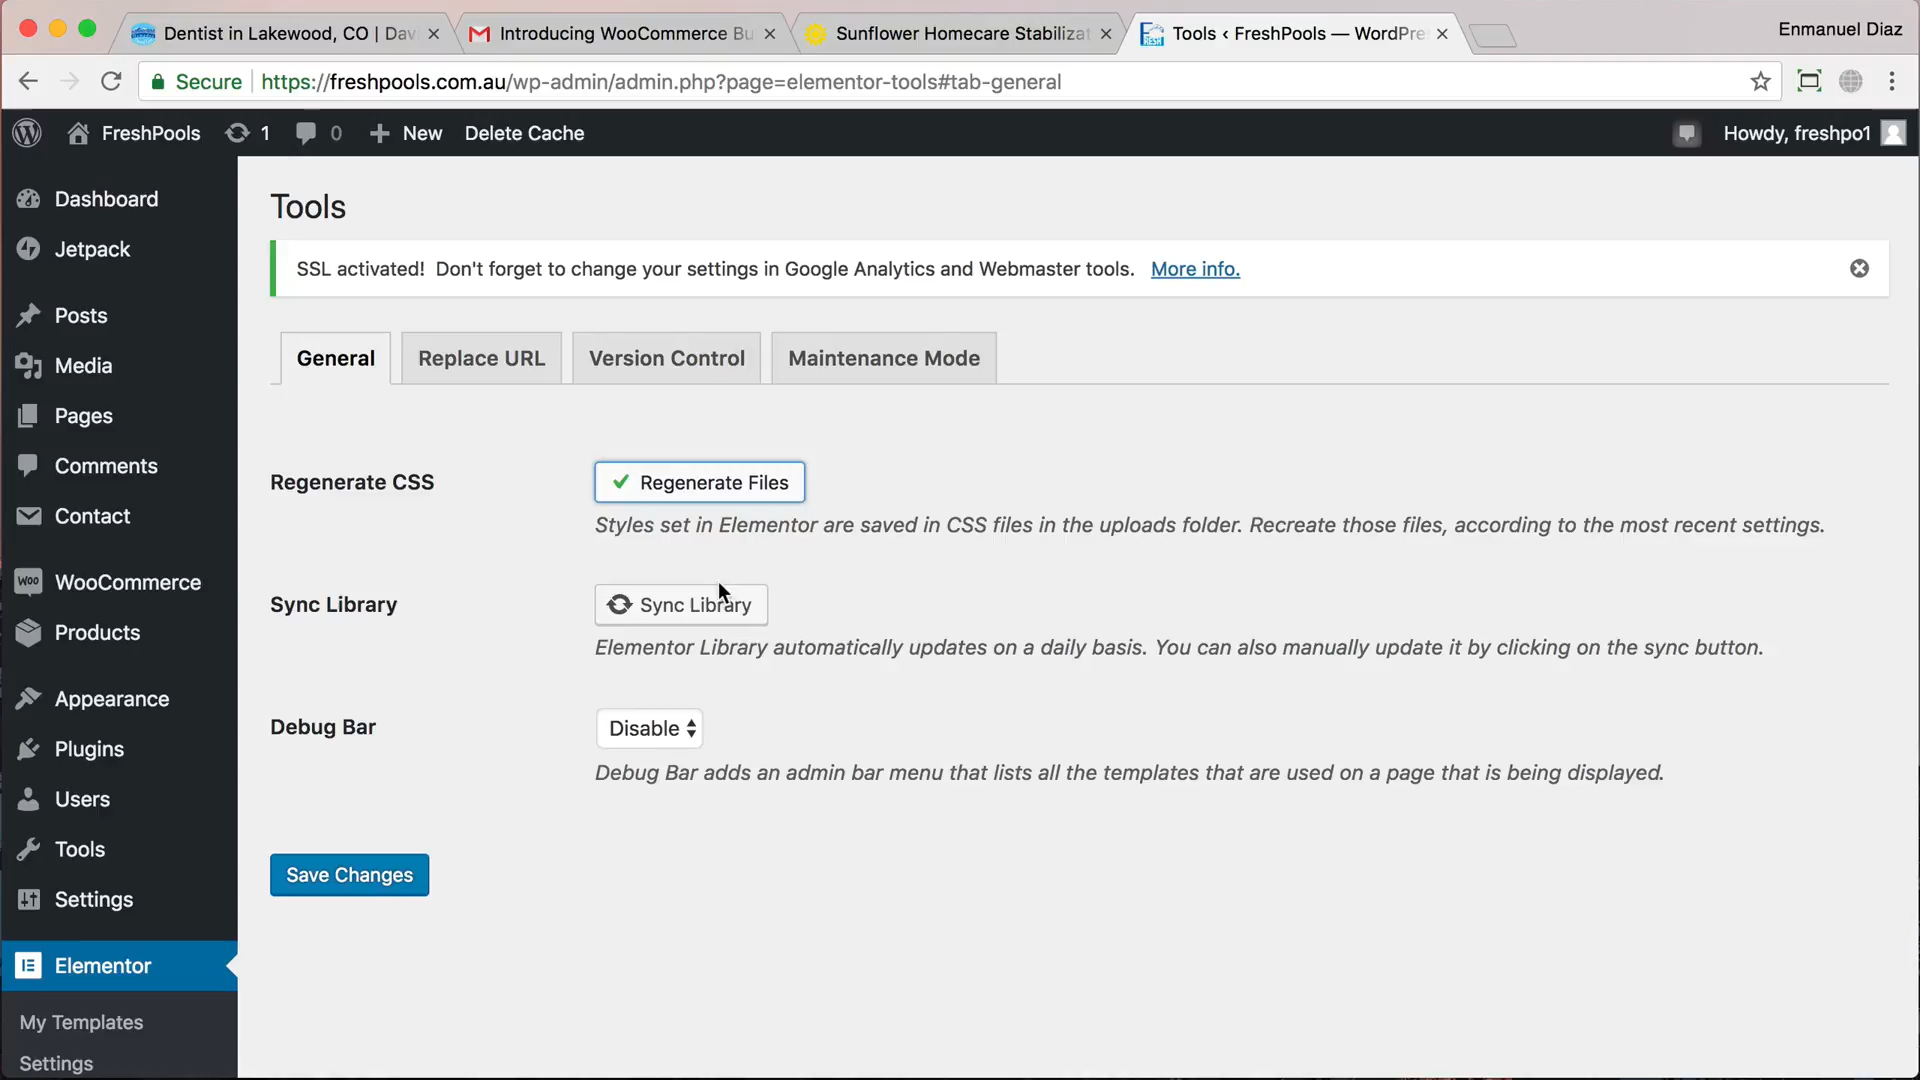 Dentist in Lakewood, CO | Dav
Introducing WooCommerce Bu
Sunflower Homecare Stabilizat
Tools ‹ FreshPools — WordPre
Enmanuel Diaz
Secure
https://freshpools.com.au/wp-admin/admin.php?page=elementor-tools#tab-general
FreshPools
1
0
New
Delete Cache
Howdy, freshpo1
Dashboard
Jetpack
Posts
Media
Pages
Comments
Contact
Woo
WooCommerce
Products
Appearance
Plugins
Users
Tools
Settings
Elementor
My Templates
Settings
Tools
SSL activated! Don't forget to change your settings in Google Analytics and Webmaster tools. More info.
General
Replace URL
Version Control
Maintenance Mode
Regenerate CSS
Regenerate Files
Styles set in Elementor are saved in CSS files in the uploads folder. Recreate those files, according to the most recent settings.
Sync Library
Sync Library
Elementor Library automatically updates on a daily basis. You can also manually update it by clicking on the sync button.
Debug Bar
Disable
Debug Bar adds an admin bar menu that lists all the templates that are used on a page that is being displayed.
Save Changes